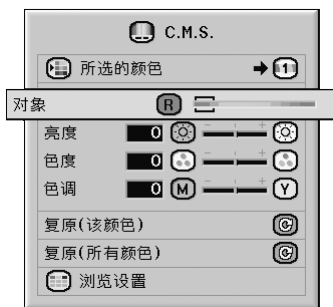 C.M.S.
所选的颜色 1
对象 R
亮度 0
色度 0
色调 0 M Y
复原(该颜色)
复原(所有颜色)
浏览设置